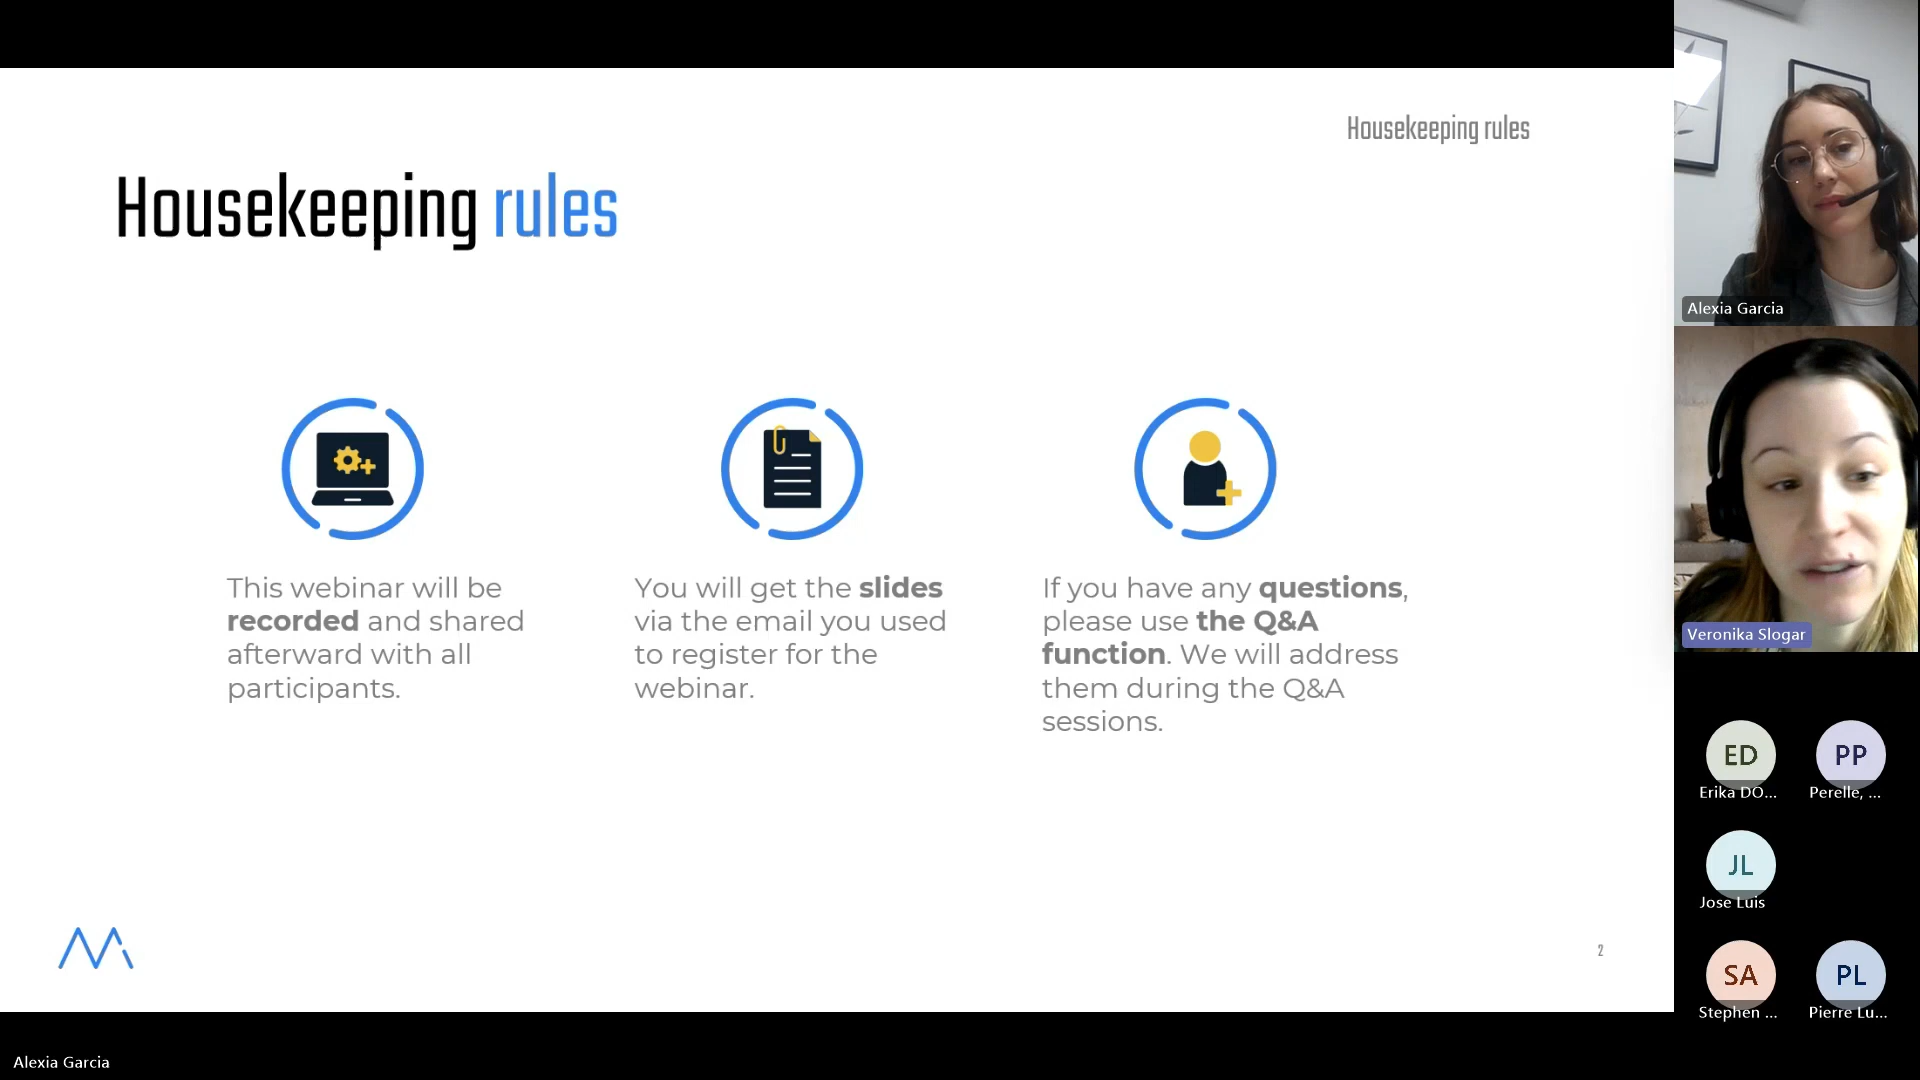 Housekeeping rules
Housekeeping rules
This webinar will be
recorded and shared
afterward with all
participants.
You will get the slides
via the email you used
to register for the
webinar.
If you have any questions,
please use the Q&A
function. We will address
them during the Q&A
sessions.
2
Alexia Garcia
Alexia Garcia
Veronika Slogar
ED
Erika DO...
PP
Perelle, ...
JL
Jose Luis
SA
Stephen ...
PL
Pierre Lu...